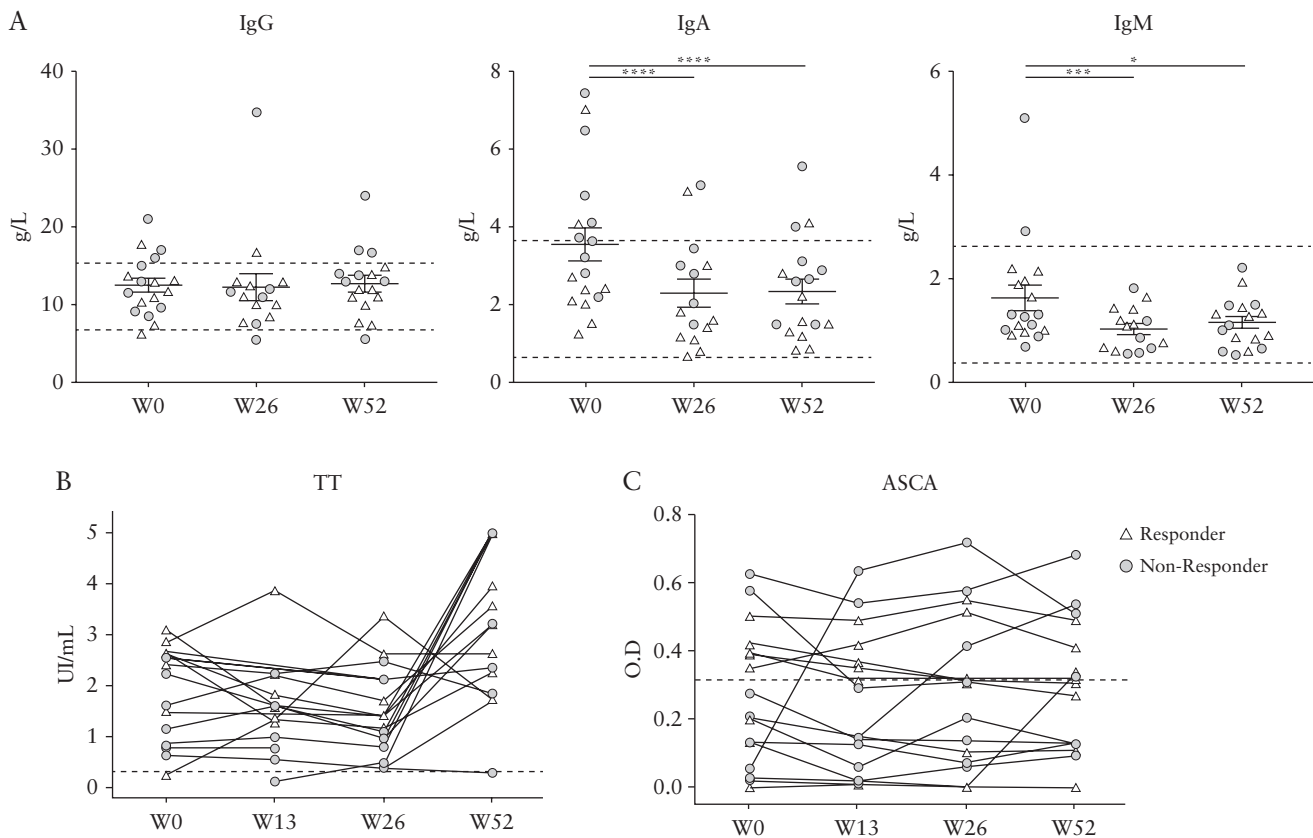 A
IgG
IgA
IgM
40
30
20
10
0
g/L
W0 W26 W52
8
6
4
2
0
g/L
**** ****
W0 W26 W52
6
4
2
0
g/L
*** *
W0 W26 W52
B
TT
5
4
3
2
1
0
UI/mL
W0 W13 W26 W52
C
ASCA
0.8
0.6
0.4
0.2
0.0
O.D
W0 W13 W26 W52
Responder
Non-Responder